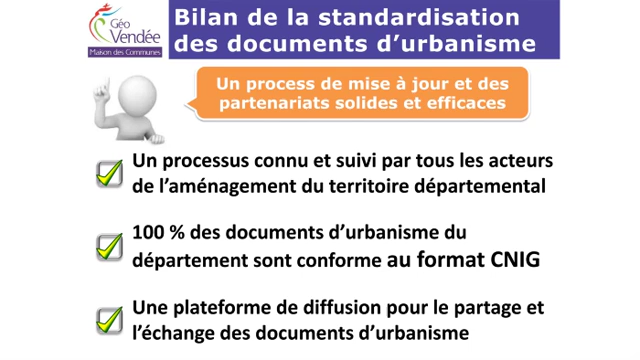 Géo
Vendée
Maison des Communes
Bilan de la standardisation
des documents d'urbanisme
Un process de mise à jour et des
partenariats solides et efficaces
Un processus connu et suivi par tous les acteurs
de l'aménagement du territoire départemental
100 % des documents d'urbanisme du
département sont conforme au format CNIG
Une plateforme de diffusion pour le partage et
l'échange des documents d'urbanisme